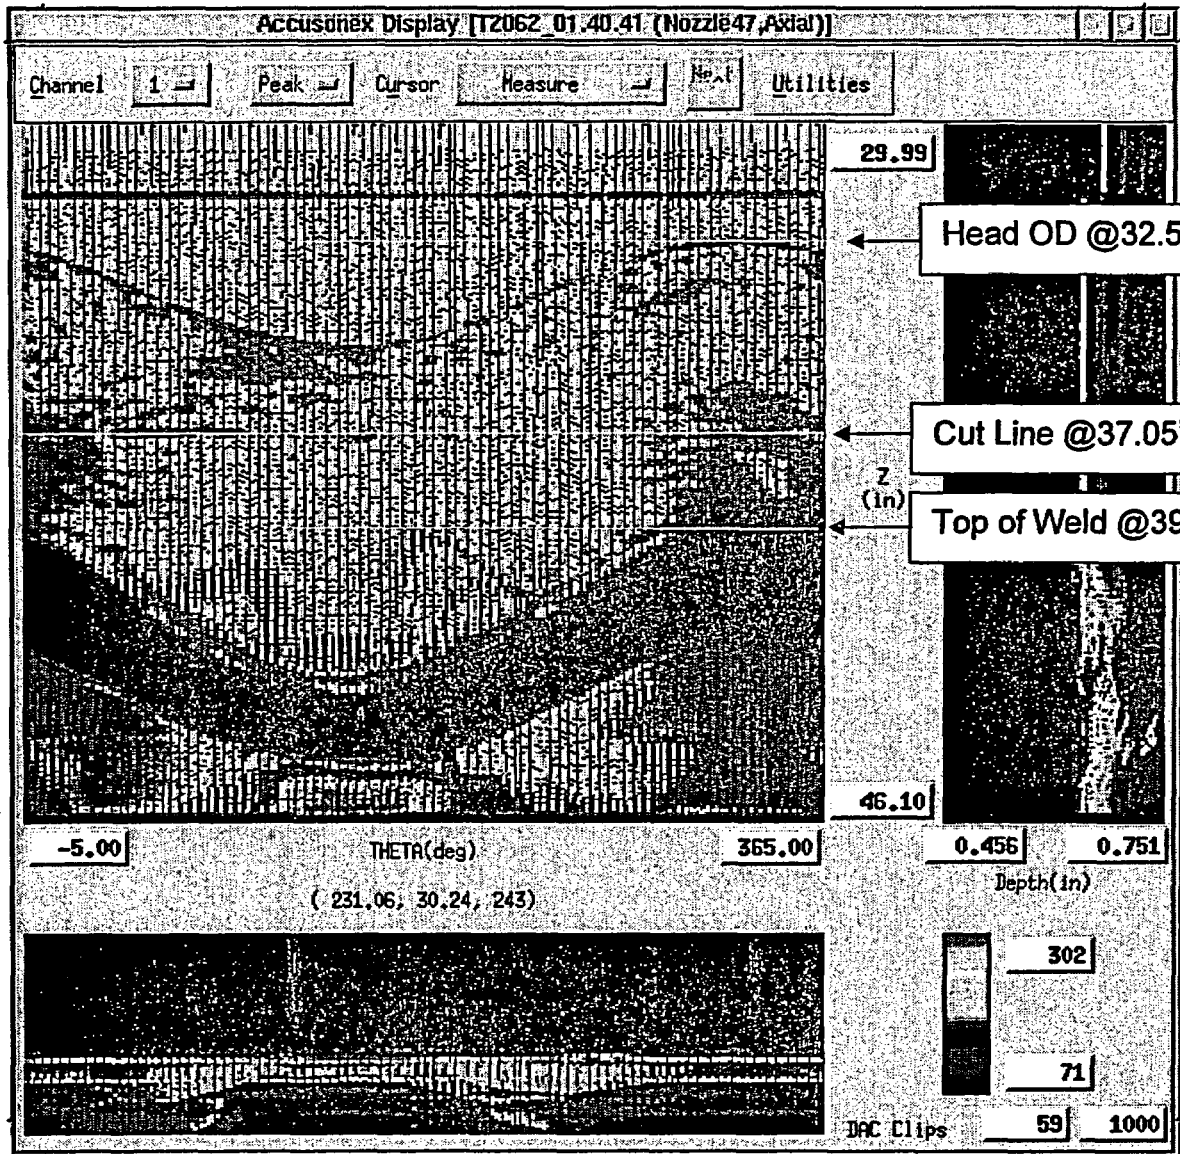 Accusonex Display [T2062_01.40.41 (Nozzle47,Axial)]
Channel 1 Peak Cursor Measure Next Utilities
29.99
Head OD @32.5
Cut Line @37.05"
Z
(in)
Top of Weld @39
46.10
-5.00 THETA(deg) 365.00 0.456 0.751
Depth(in)
( 231.06, 30.24, 243)
302
71
DAC Clips 59 1000